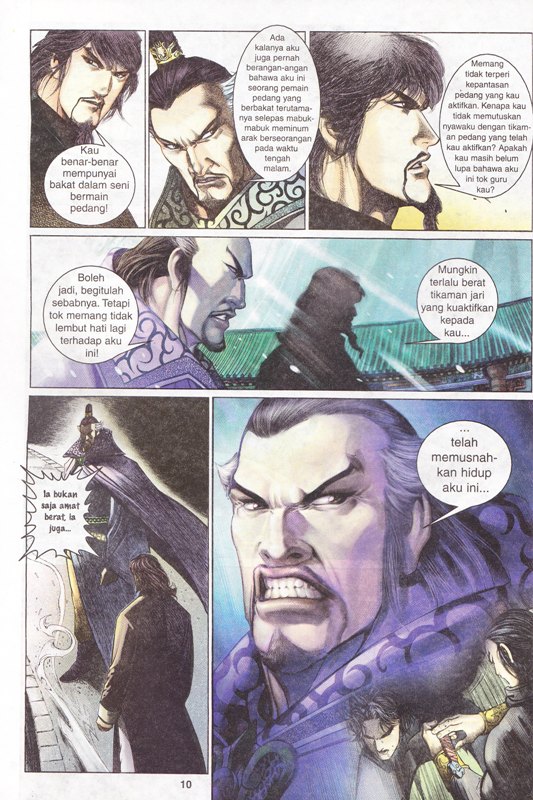 Kau
benar-benar
mempunyai
bakat dalam seni
bermain
pedang!
Ada
kalanya aku
juga pernah
berangan-angan
bahawa aku ini
seorang pemain
pedang yang
berbakat terutama-
nya selepas mabuk-
mabuk meminum
arak berseorangan
pada waktu
tengah
malam.
Memang
tidak terperi
kepantasan
pedang yang kau
aktifkan. Kenapa kau
tidak memutuskan
nyawaku dengan tikam-
an pedang yang telah
kau aktifkan? Apakah
kau masih belum
lupa bahawa aku
ini tok guru
kau?
Boleh
jadi, begitulah
sebabnya. Tetapi
tok memang tidak
lembut hati lagi
terhadap aku
ini!
Mungkin
terlalu berat
tikaman jari
yang kuaktifkan
kepada
kau...
Ia bukan
saja amat
berat, ia
juga...
...
telah
memusnah-
kan hidup
aku ini...
10